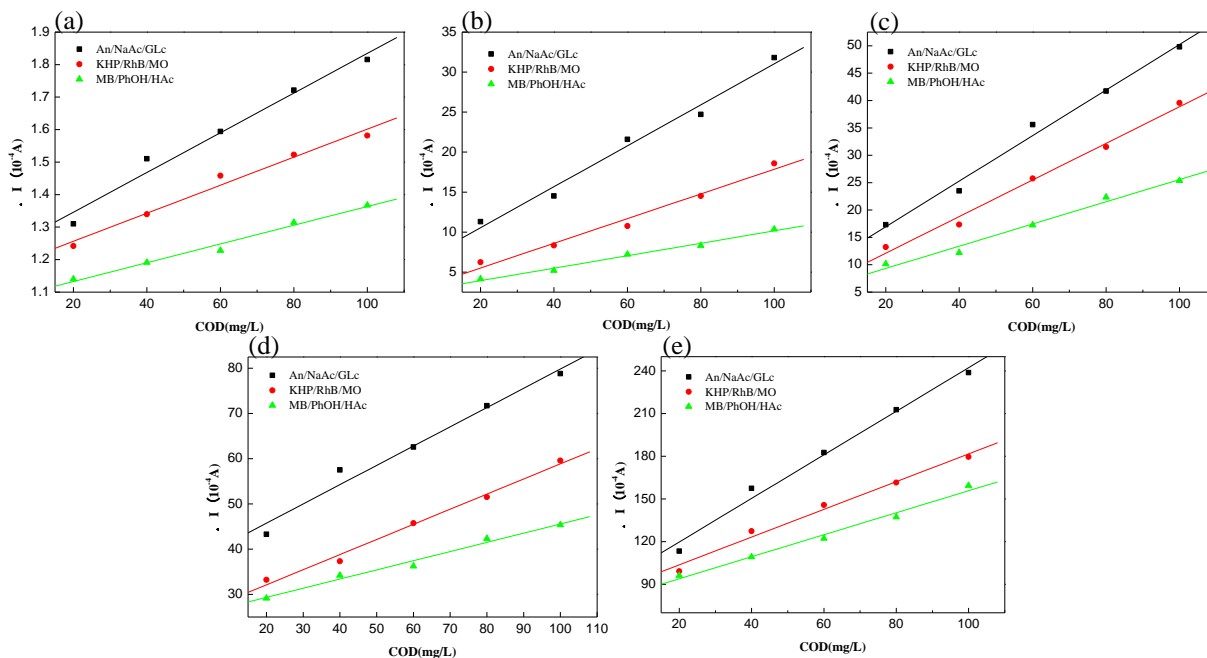 (a)
An/NaAc/GLc
KHP/RhB/MO
MB/PhOH/HAc
1.9
1.8
1.7
1.6
1.5
1.4
1.3
1.2
1.1
20 40 60 80 100
COD(mg/L)
I (10⁻⁴A)
(b)
An/NaAc/GLc
KHP/RhB/MO
MB/PhOH/HAc
35
30
25
20
15
10
5
20 40 60 80 100
COD(mg/L)
I (10⁻⁴A)
(c)
An/NaAc/GLc
KHP/RhB/MO
MB/PhOH/HAc
50
45
40
35
30
25
20
15
10
5
20 40 60 80 100
COD(mg/L)
I (10⁻⁴A)
(d)
An/NaAc/GLc
KHP/RhB/MO
MB/PhOH/HAc
80
70
60
50
40
30
20 30 40 50 60 70 80 90 100 110
COD(mg/L)
I (10⁻⁴A)
(e)
An/NaAc/GLc
KHP/RhB/MO
MB/PhOH/HAc
240
210
180
150
120
90
20 40 60 80 100
COD(mg/L)
I (10⁻⁴A)